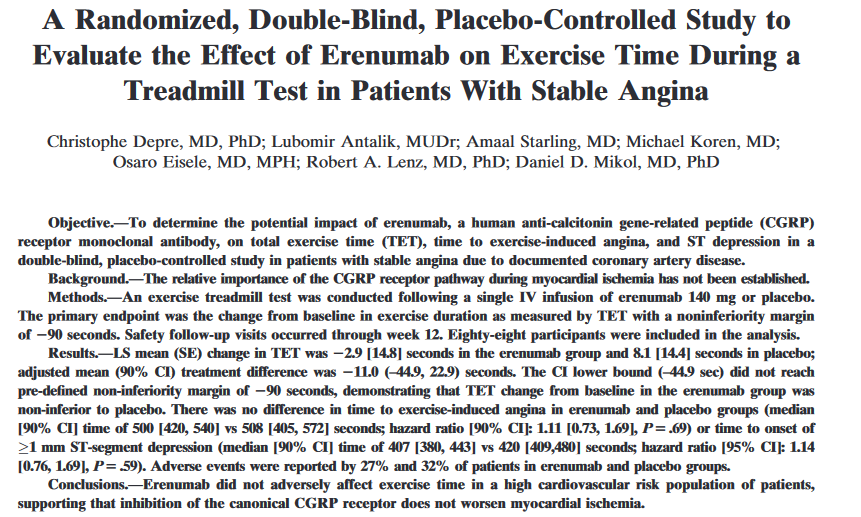 A Randomized, Double-Blind, Placebo-Controlled Study to
Evaluate the Effect of Erenumab on Exercise Time During a
Treadmill Test in Patients With Stable Angina
Christophe Depre, MD, PhD; Lubomir Antalik, MUDr; Amaal Starling, MD; Michael Koren, MD;
Osaro Eisele, MD, MPH; Robert A. Lenz, MD, PhD; Daniel D. Mikol, MD, PhD
Objective.—To determine the potential impact of erenumab, a human anti-calcitonin gene-related peptide (CGRP)
receptor monoclonal antibody, on total exercise time (TET), time to exercise-induced angina, and ST depression in a
double-blind, placebo-controlled study in patients with stable angina due to documented coronary artery disease.
Background.—The relative importance of the CGRP receptor pathway during myocardial ischemia has not been established.
Methods.—An exercise treadmill test was conducted following a single IV infusion of erenumab 140 mg or placebo.
The primary endpoint was the change from baseline in exercise duration as measured by TET with a noninferiority margin
of −90 seconds. Safety follow-up visits occurred through week 12. Eighty-eight participants were included in the analysis.
Results.—LS mean (SE) change in TET was −2.9 [14.8] seconds in the erenumab group and 8.1 [14.4] seconds in placebo;
adjusted mean (90% CI) treatment difference was −11.0 (−44.9, 22.9) seconds. The CI lower bound (–44.9 sec) did not reach
pre-defined non-inferiority margin of −90 seconds, demonstrating that TET change from baseline in the erenumab group was
non-inferior to placebo. There was no difference in time to exercise-induced angina in erenumab and placebo groups (median
[90% CI] time of 500 [420, 540] vs 508 [405, 572] seconds; hazard ratio [90% CI]: 1.11 [0.73, 1.69], P = .69) or time to onset of
≥1 mm ST-segment depression (median [90% CI] time of 407 [380, 443] vs 420 [409,480] seconds; hazard ratio [95% CI]: 1.14
[0.76, 1.69], P = .59). Adverse events were reported by 27% and 32% of patients in erenumab and placebo groups.
Conclusions.—Erenumab did not adversely affect exercise time in a high cardiovascular risk population of patients,
supporting that inhibition of the canonical CGRP receptor does not worsen myocardial ischemia.